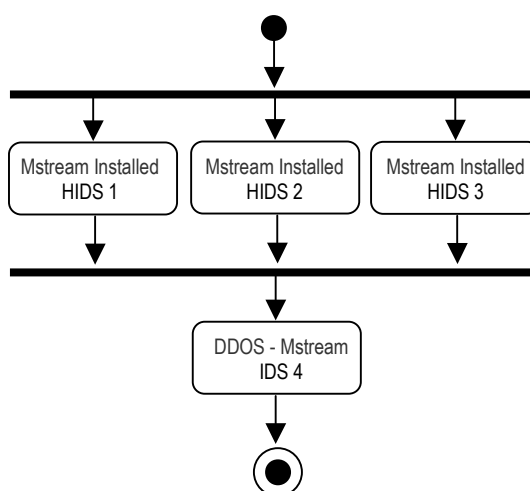 Mstream Installed
HIDS 1
Mstream Installed
HIDS 2
Mstream Installed
HIDS 3
DDOS - Mstream
IDS 4